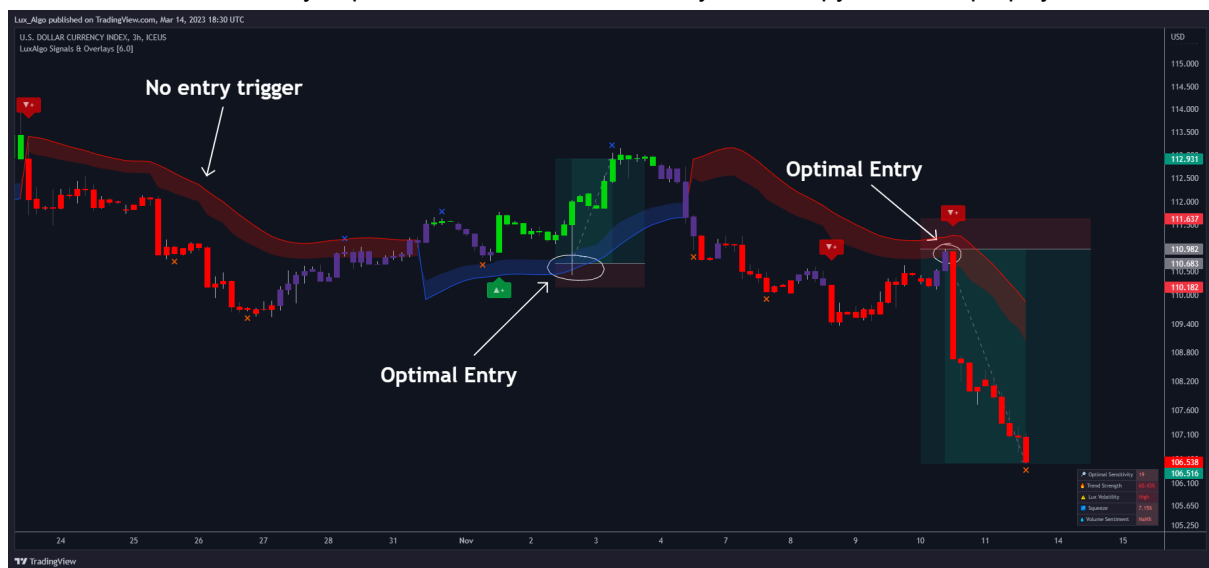 Lux_Algo published on TradingView.com, Mar 14, 2023 18:30 UTC
U.S. DOLLAR CURRENCY INDEX, 3h, ICEUS
LuxAlgo Signals & Overlays [6.0]
USD
No entry trigger
Optimal Entry
Optimal Entry
115.000
114.500
114.000
113.500
112.931
112.500
112.000
111.637
110.982
110.683
110.500
110.182
110.000
109.400
108.800
108.200
107.600
107.100
106.538
106.516
106.100
105.650
105.250
Optimal Sensitivity 19
Trend Strength
Lux Volatility High
Squeeze 7.19%
Volume Sentiment NaN%
24 25 26 27 28 31 Nov 2 3 4 7 8 9 10 11 14 15
TradingView